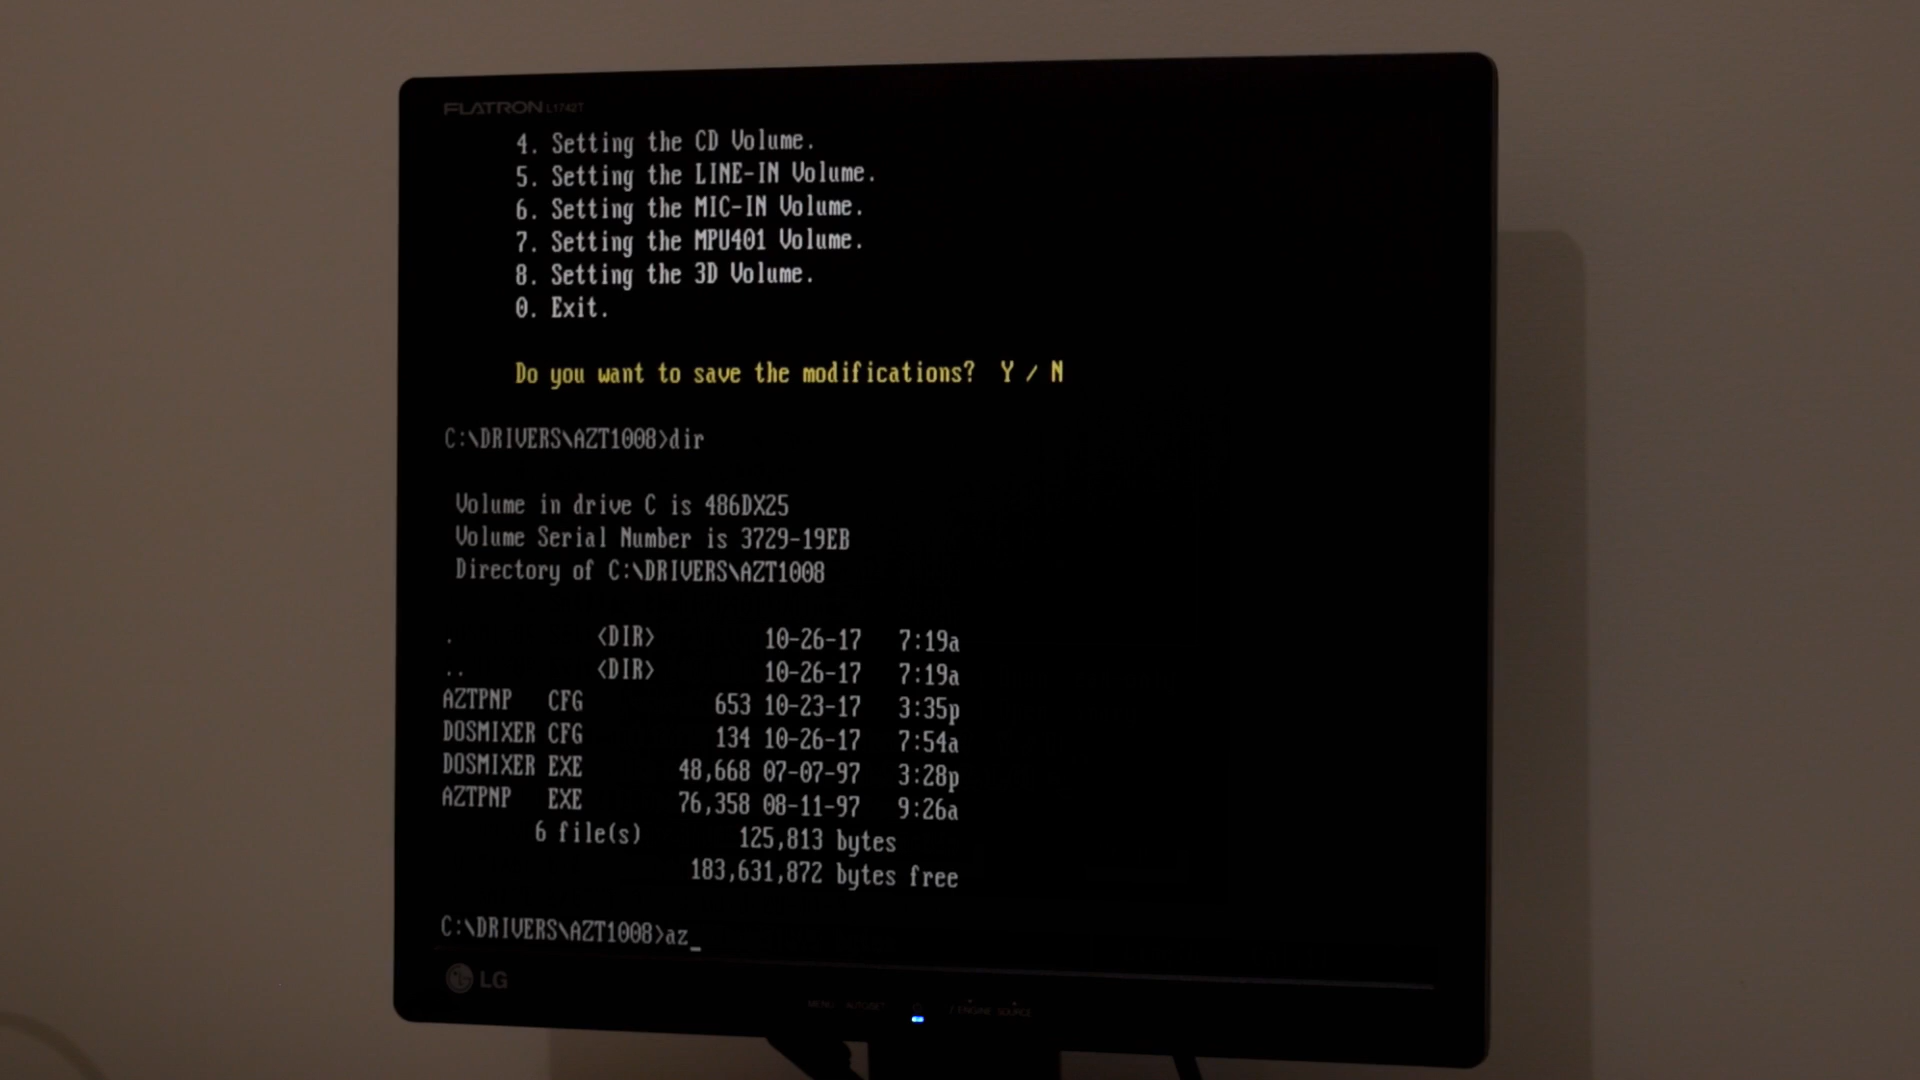 FLATRON L1742T
4. Setting the CD Volume.
5. Setting the LINE-IN Volume.
6. Setting the MIC-IN Volume.
7. Setting the MPU401 Volume.
8. Setting the 3D Volume.
0. Exit.
Do you want to save the modifications? Y / N
C:\DRIVERS\AZT1008>dir
Volume in drive C is 486DX25
Volume Serial Number is 3729-19EB
Directory of C:\DRIVERS\AZT1008
. <DIR> 10-26-17 7:19a
.. <DIR> 10-26-17 7:19a
AZTPNP CFG 653 10-23-17 3:35p
DOSMIXER CFG 134 10-26-17 7:54a
DOSMIXER EXE 48,668 07-07-97 3:28p
AZTPNP EXE 76,358 08-11-97 9:26a
6 file(s) 125,813 bytes
183,631,872 bytes free
C:\DRIVERS\AZT1008>az_
LG
MENU SOURCE